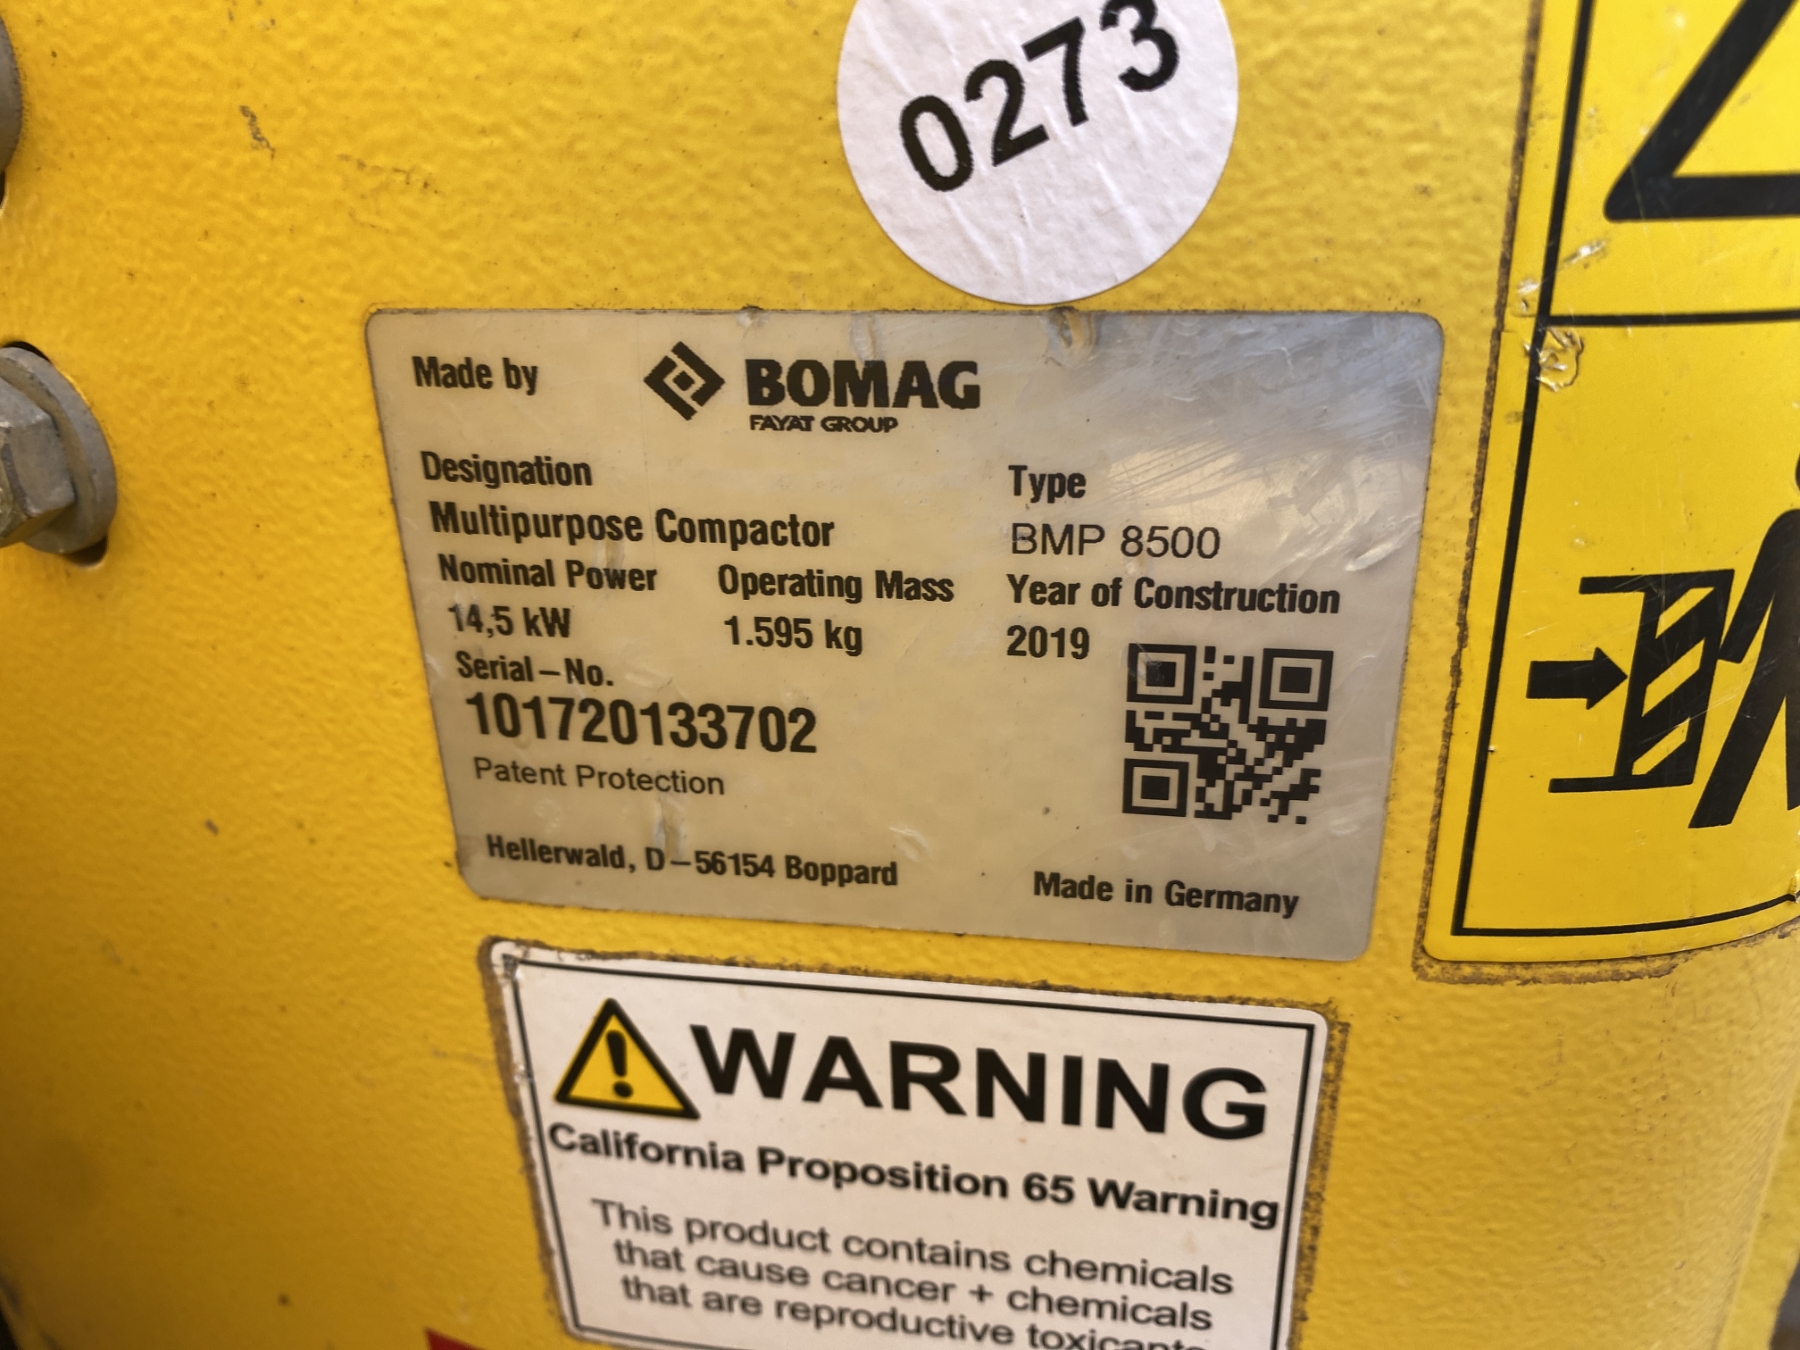 0273
Made by
BOMAG
FAYAT GROUP
Designation
Multipurpose Compactor
Type
BMP 8500
Nominal Power
14,5 kW
Operating Mass
1.595 kg
Year of Construction
2019
Serial-No.
101720133702
Patent Protection
Hellerwald, D-56154 Boppard
Made in Germany
WARNING
California Proposition 65 Warning
This product contains chemicals
that cause cancer + chemicals
that are reproductive